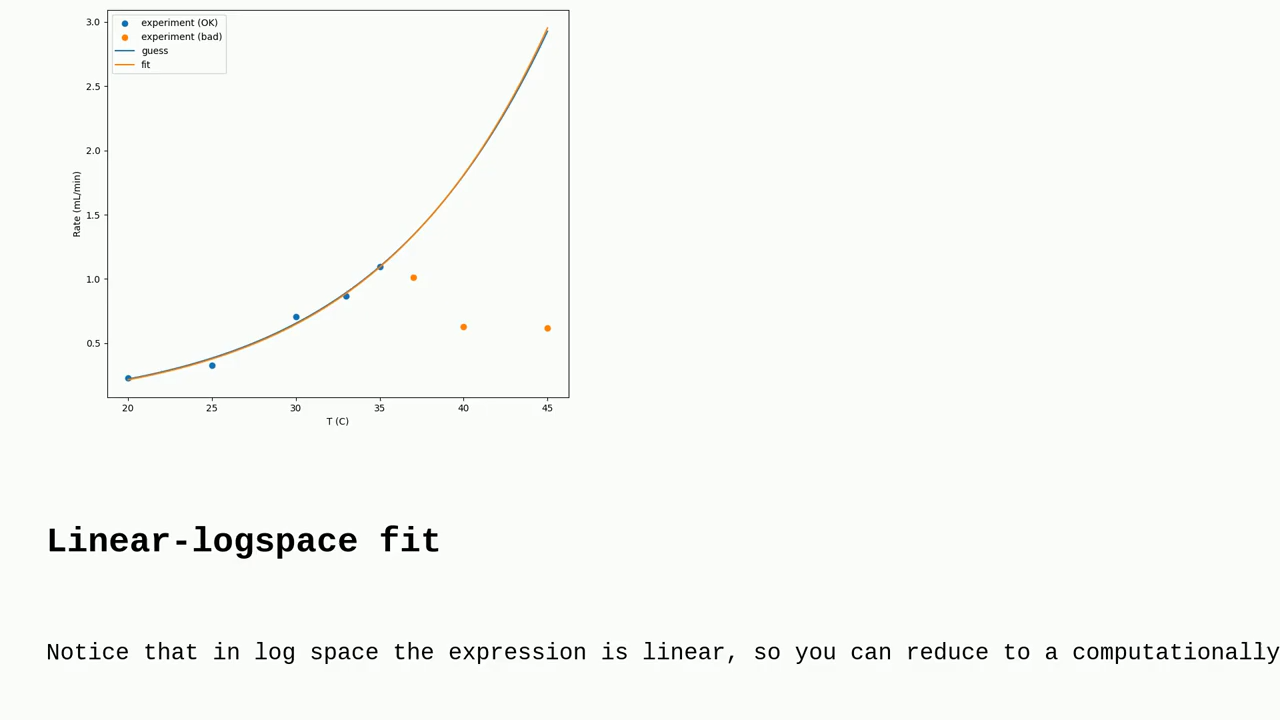 3.0
experiment (OK)
experiment (bad)
guess
fit
2.5
2.0
1.5
1.0
0.5
Rate (mL/min)
20 25 30 35 40 45
T (C)
Linear-logspace fit
Notice that in log space the expression is linear, so you can reduce to a computationally